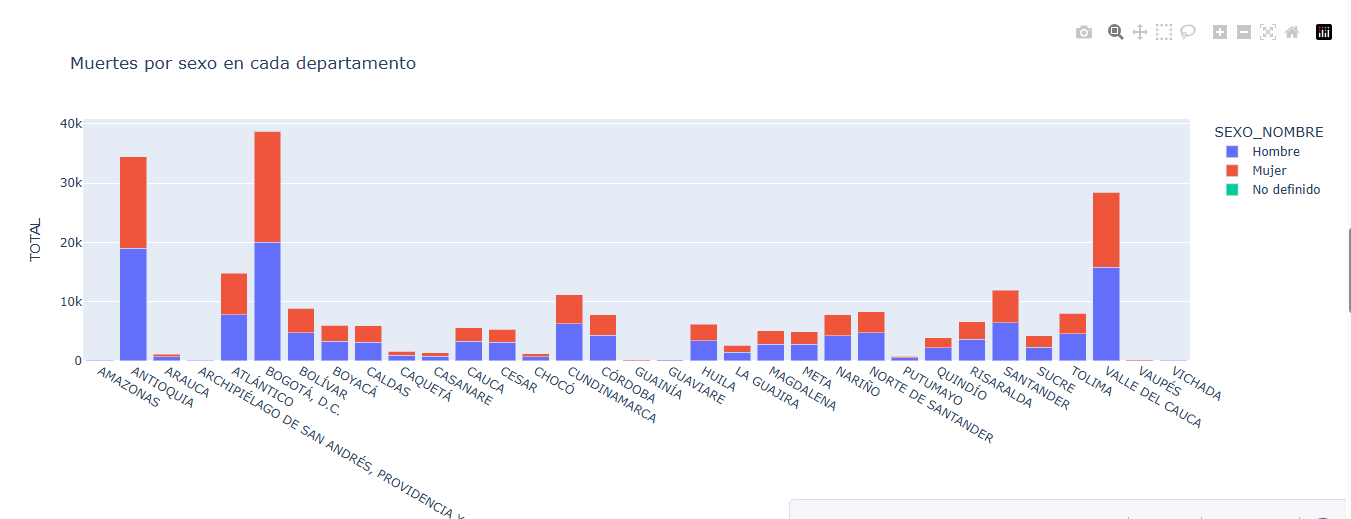 Muertes por sexo en cada departamento
TOTAL
40k
30k
20k
10k
0
AMAZONAS
ANTIOQUIA
ARAUCA
ARCHIPIÉLAGO DE SAN ANDRÉS, PROVIDENCIA Y
ATLÁNTICO
BOGOTÁ, D.C.
BOLÍVAR
BOYACÁ
CALDAS
CAQUETÁ
CASANARE
CAUCA
CESAR
CHOCÓ
CUNDINAMARCA
CÓRDOBA
GUAINÍA
GUAVIARE
HUILA
LA GUAJIRA
MAGDALENA
META
NARIÑO
NORTE DE SANTANDER
PUTUMAYO
QUINDÍO
RISARALDA
SANTANDER
SUCRE
TOLIMA
VALLE DEL CAUCA
VAUPÉS
VICHADA
SEXO_NOMBRE
Hombre
Mujer
No definido